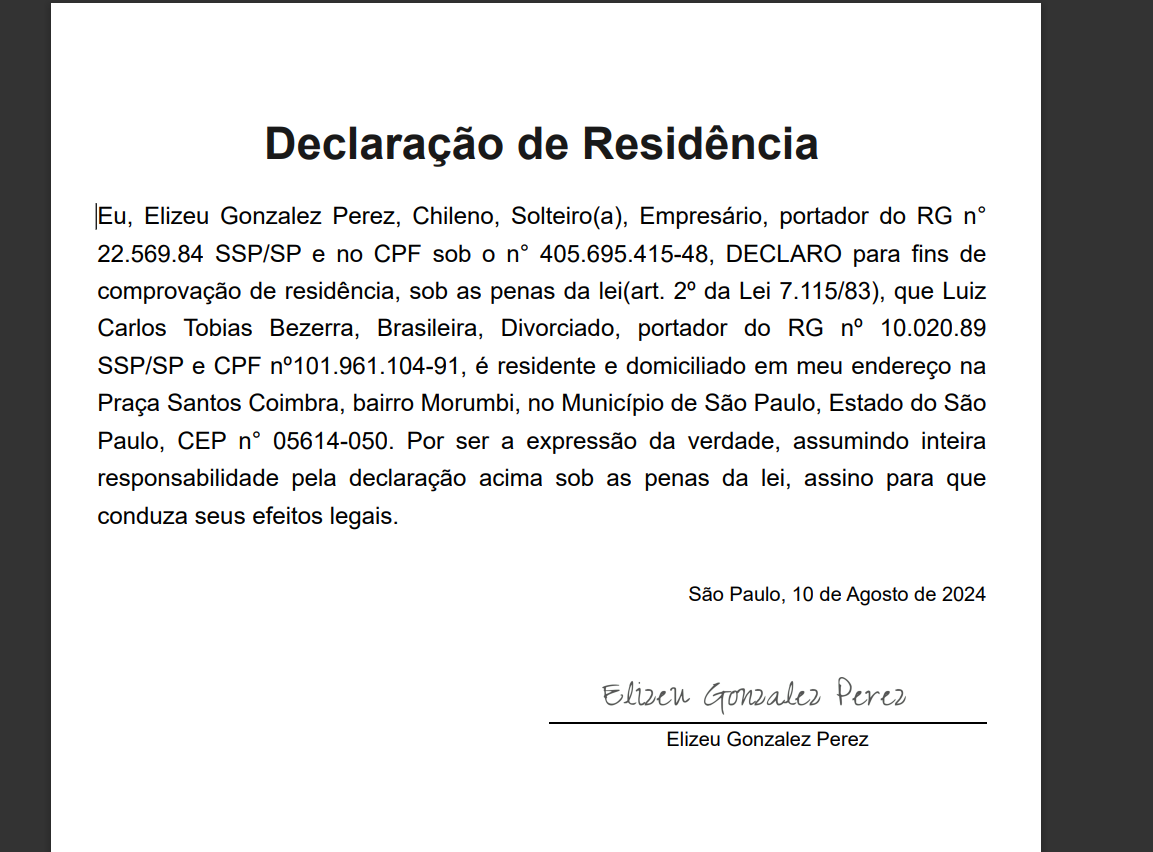 Declaração de Residência
Eu, Elizeu Gonzalez Perez, Chileno, Solteiro(a), Empresário, portador do RG n°
22.569.84 SSP/SP e no CPF sob o n° 405.695.415-48, DECLARO para fins de
comprovação de residência, sob as penas da lei(art. 2º da Lei 7.115/83), que Luiz
Carlos Tobias Bezerra, Brasileira, Divorciado, portador do RG nº 10.020.89
SSP/SP e CPF nº101.961.104-91, é residente e domiciliado em meu endereço na
Praça Santos Coimbra, bairro Morumbi, no Município de São Paulo, Estado do São
Paulo, CEP n° 05614-050. Por ser a expressão da verdade, assumindo inteira
responsabilidade pela declaração acima sob as penas da lei, assino para que
conduza seus efeitos legais.
São Paulo, 10 de Agosto de 2024
Elizeu Gonzalez Perez
Elizeu Gonzalez Perez